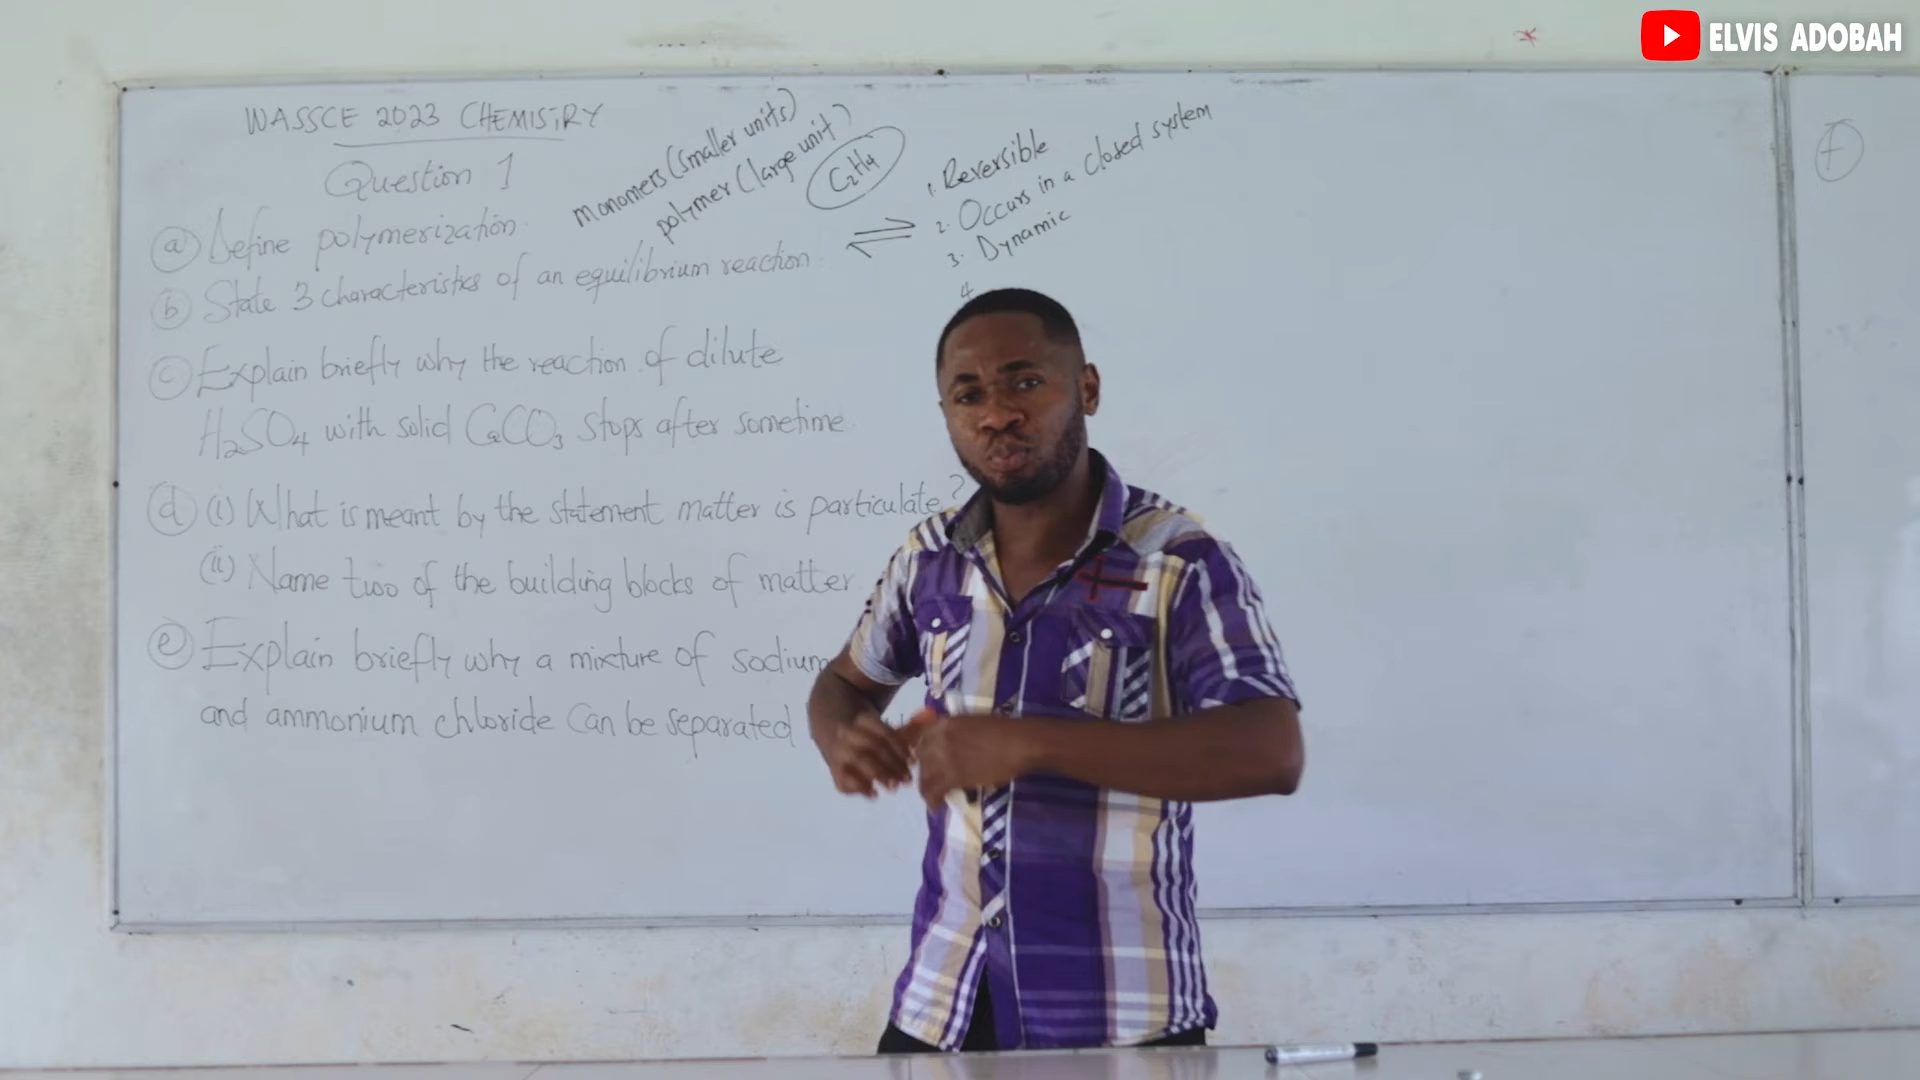 ELVIS ADOBAH
WASSCE 2023 CHEMISTRY
Question 1
monomers (smaller units)
polymer (large unit)
C2H4
1. Reversible
2. Occurs in a closed system
3. Dynamic
4
(a) Define polymerization.
(b) State 3 characteristics of an equilibrium reaction.
(c) Explain briefly why the reaction of dilute
H2SO4 with solid CaCO3 stops after sometime.
(d) (i) What is meant by the statement matter is particulate?
(ii) Name two of the building blocks of matter.
(e) Explain briefly why a mixture of sodium
and ammonium chloride can be separated
(f)